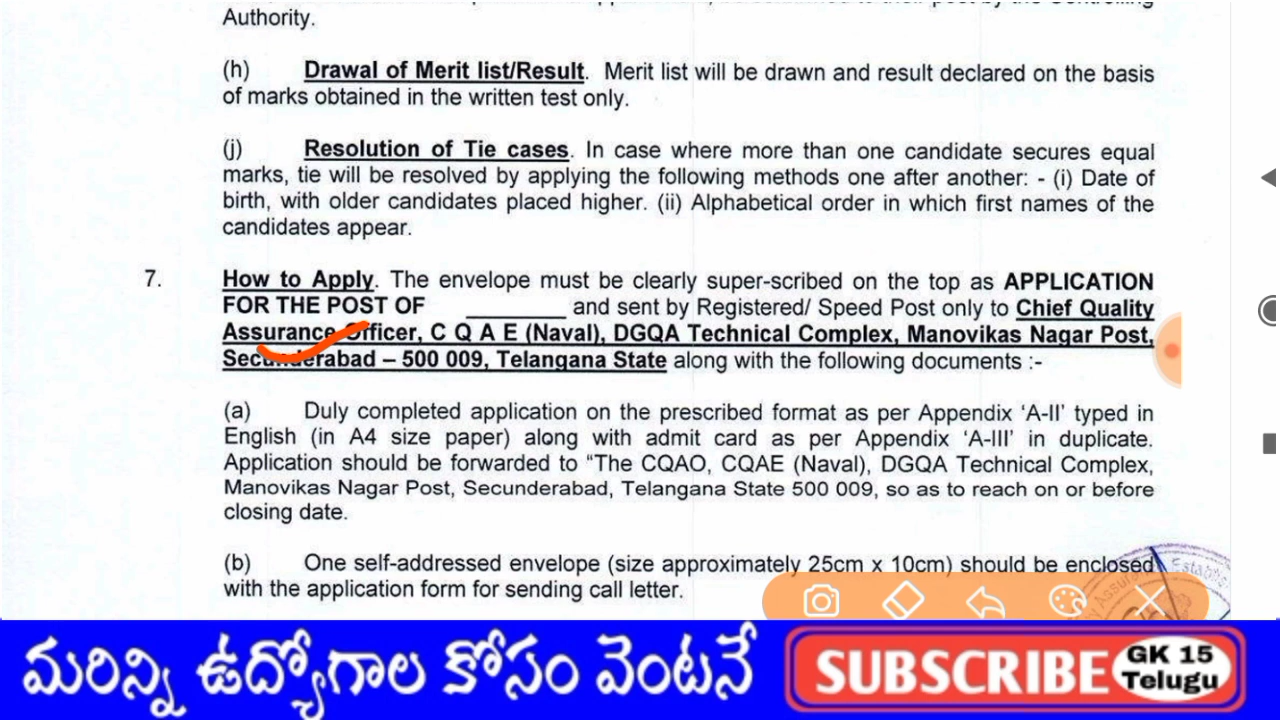 Authority.
(h) Drawal of Merit list/Result. Merit list will be drawn and result declared on the basis
of marks obtained in the written test only.
(j) Resolution of Tie cases. In case where more than one candidate secures equal
marks, tie will be resolved by applying the following methods one after another: - (i) Date of
birth, with older candidates placed higher. (ii) Alphabetical order in which first names of the
candidates appear.
7. How to Apply. The envelope must be clearly super-scribed on the top as APPLICATION
FOR THE POST OF ________ and sent by Registered/ Speed Post only to Chief Quality
Assurance Officer, C Q A E (Naval), DGQA Technical Complex, Manovikas Nagar Post,
Secunderabad – 500 009, Telangana State along with the following documents :-
(a) Duly completed application on the prescribed format as per Appendix ‘A-II’ typed in
English (in A4 size paper) along with admit card as per Appendix ‘A-III’ in duplicate.
Application should be forwarded to “The CQAO, CQAE (Naval), DGQA Technical Complex,
Manovikas Nagar Post, Secunderabad, Telangana State 500 009, so as to reach on or before
closing date.
(b) One self-addressed envelope (size approximately 25cm x 10cm) should be enclosed
with the application form for sending call letter.
మరిన్ని ఉద్యోగాల కోసం వెంటనే
SUBSCRIBE
GK 15
Telugu